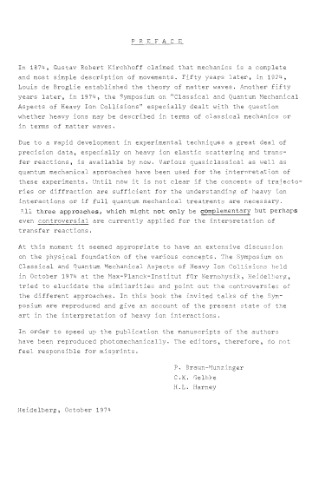 PREFACE
In 1874, Gustav Robert Kirchhoff claimed that mechanics is a complete
and most simple description of movements. Fifty years later, in 1924,
Louis de Broglie established the theory of matter waves. Another fifty
years later, in 1974, the Symposium on "Classical and Quantum Mechanical
Aspects of Heavy Ion Collisions" especially dealt with the question
whether heavy ions may be described in terms of classical mechanics or
in terms of matter waves.
Due to a rapid development in experimental techniques a great deal of
precision data, especially on heavy ion elastic scattering and trans-
fer reactions, is available by now. Various quasiclassical as well as
quantum mechanical approaches have been used for the interpretation of
these experiments. Until now it is not clear if the concepts of trajecto-
ries or diffraction are sufficient for the understanding of heavy ion
interactions or if full quantum mechanical treatments are necessary.
All three approaches, which might not only be complementary but perhaps
even controversial are currently applied for the interpretation of
transfer reactions.
At this moment it seemed appropriate to have an extensive discussion
on the physical foundation of the various concepts. The Symposium on
Classical and Quantum Mechanical Aspects of Heavy Ion Collisions held
in October 1974 at the Max-Planck-Institut für Kernphysik, Heidelberg,
tried to elucidate the similarities and point out the controversies of
the different approaches. In this book the invited talks of the Sym-
posium are reproduced and give an account of the present state of the
art in the interpretation of heavy ion interactions.
In order to speed up the publication the manuscripts of the authors
have been reproduced photomechanically. The editors, therefore, do not
feel responsible for misprints.
P. Braun-Munzinger
C.K. Gelbke
H.L. Harney
Heidelberg, October 1974